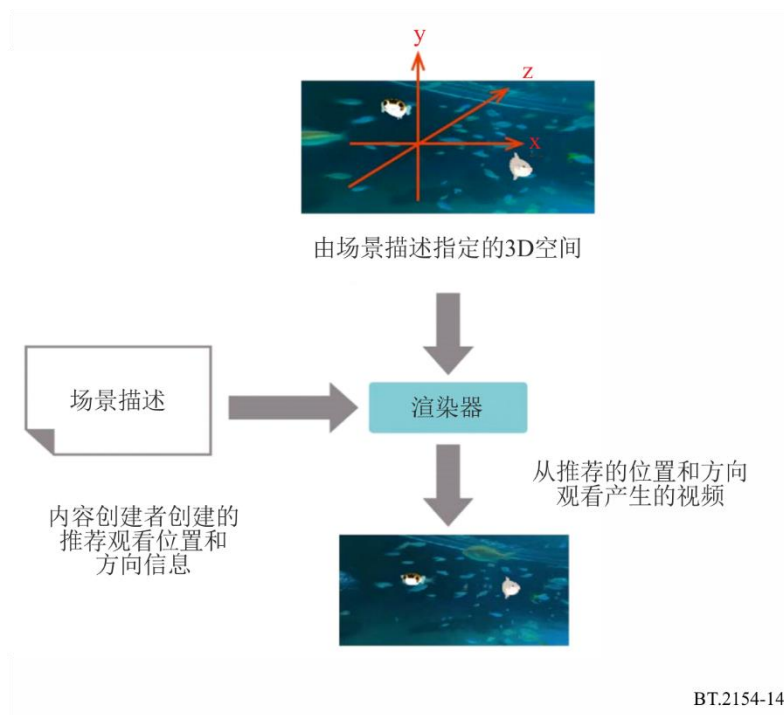 y
z
x
由场景描述指定的3D空间
场景描述
渲染器
从推荐的位置和方向
观看产生的视频
内容创建者创建的
推荐观看位置和
方向信息
BT.2154-14